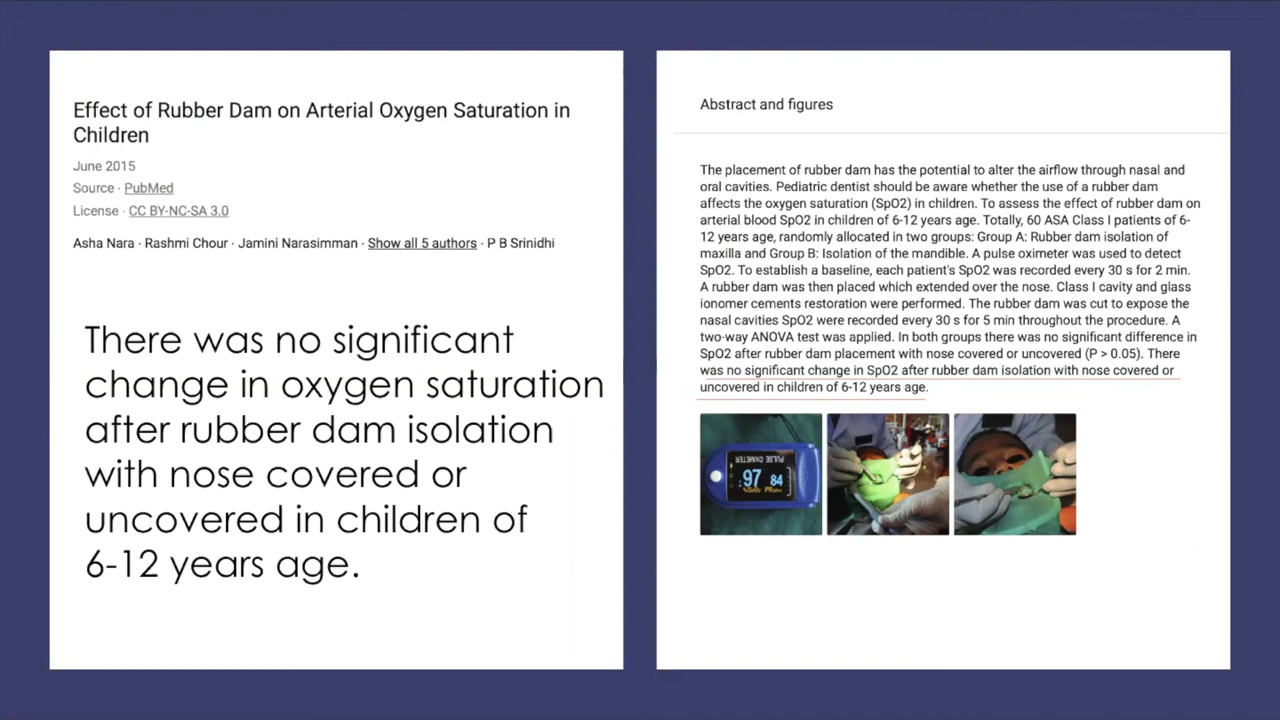 Effect of Rubber Dam on Arterial Oxygen Saturation in
Children
June 2015
Source · PubMed
License · CC BY-NC-SA 3.0
Asha Nara · Rashmi Chour · Jamini Narasimman · Show all 5 authors · P B Srinidhi
There was no significant
change in oxygen saturation
after rubber dam isolation
with nose covered or
uncovered in children of
6-12 years age.
Abstract and figures
The placement of rubber dam has the potential to alter the airflow through nasal and
oral cavities. Pediatric dentist should be aware whether the use of a rubber dam
affects the oxygen saturation (SpO2) in children. To assess the effect of rubber dam on
arterial blood SpO2 in children of 6-12 years age. Totally, 60 ASA Class I patients of 6-
12 years age, randomly allocated in two groups: Group A: Rubber dam isolation of
maxilla and Group B: Isolation of the mandible. A pulse oximeter was used to detect
SpO2. To establish a baseline, each patient's SpO2 was recorded every 30 s for 2 min.
A rubber dam was then placed which extended over the nose. Class I cavity and glass
ionomer cements restoration were performed. The rubber dam was cut to expose the
nasal cavities SpO2 were recorded every 30 s for 5 min throughout the procedure. A
two-way ANOVA test was applied. In both groups there was no significant difference in
SpO2 after rubber dam placement with nose covered or uncovered (P > 0.05). There
was no significant change in SpO2 after rubber dam isolation with nose covered or
uncovered in children of 6-12 years age.
PULSE OXIMETER
97 84
%SpO2 PRbpm